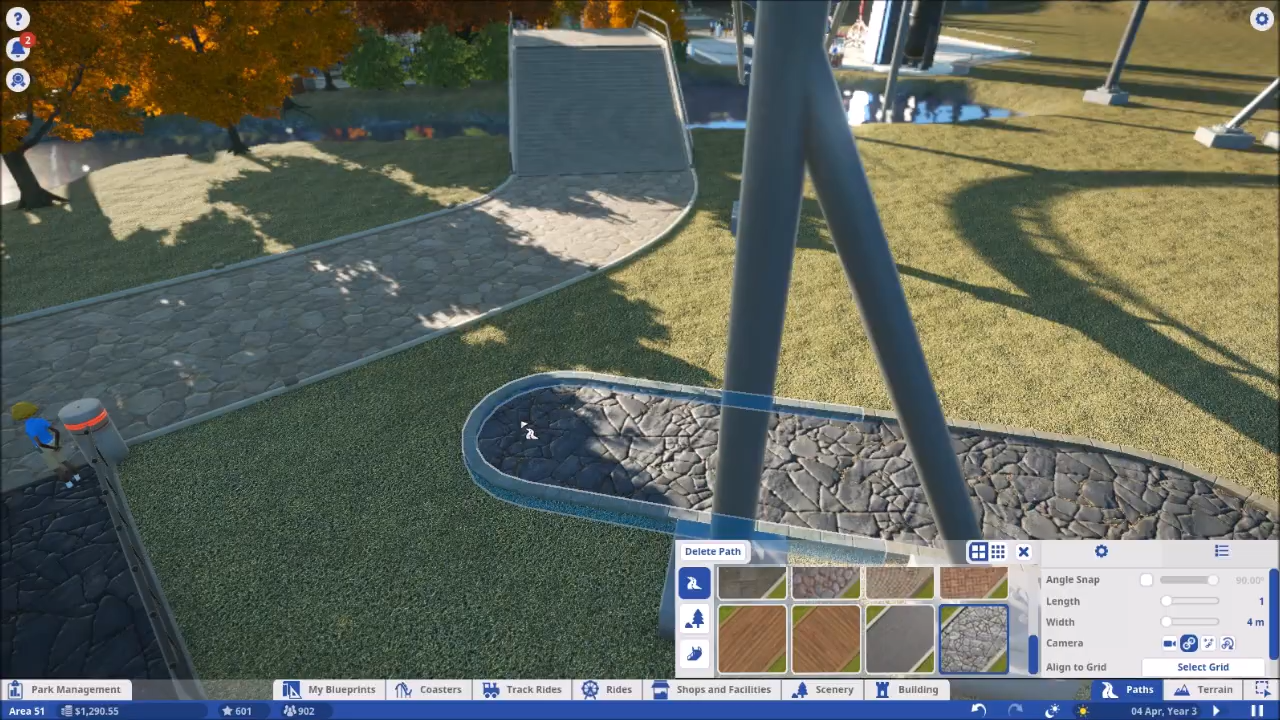 ?
2
Delete Path
Angle Snap 90.00°
Length 1
Width 4 m
Camera
Align to Grid Select Grid
Park Management My Blueprints Coasters Track Rides Rides Shops and Facilities Scenery Building Paths Terrain
Area 51 $1,290.55 601 902 04 Apr, Year 3